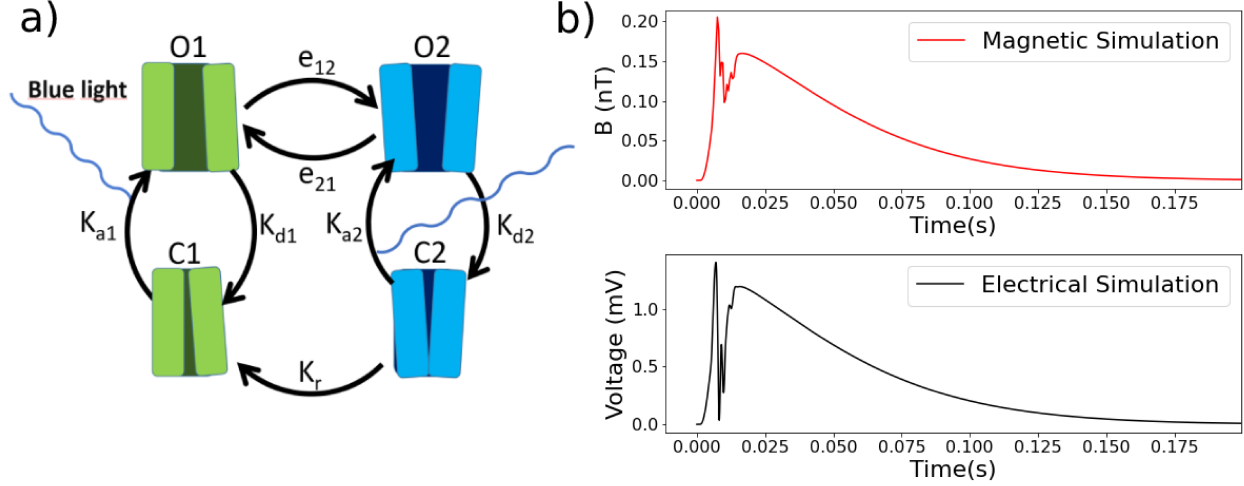 a)
O1
O2
Blue light
e12
e21
Ka1
Kd1
Ka2
Kd2
C1
C2
Kr
b)
0.20
0.15
0.10
0.05
0.00
B (nT)
Magnetic Simulation
0.000 0.025 0.050 0.075 0.100 0.125 0.150 0.175
Time(s)
1.0
0.5
0.0
Voltage (mV)
Electrical Simulation
0.000 0.025 0.050 0.075 0.100 0.125 0.150 0.175
Time(s)